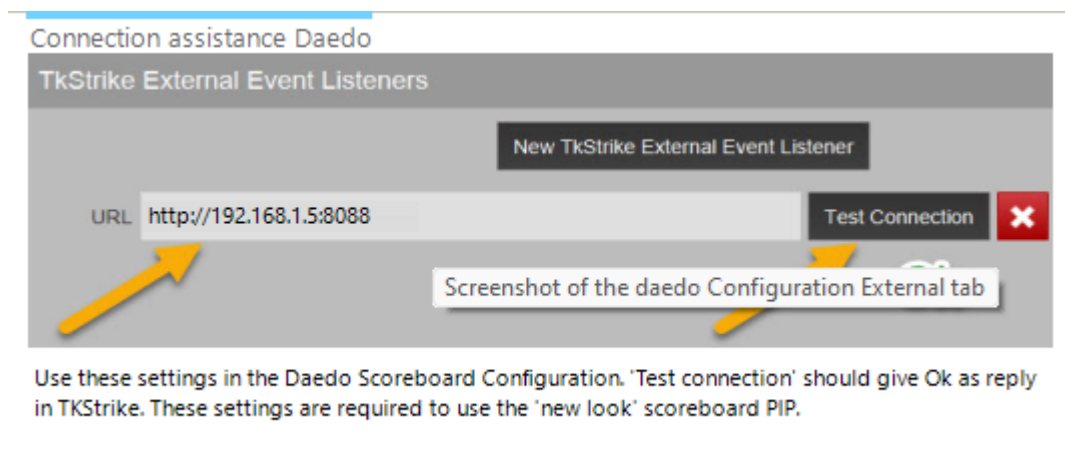 Connection assistance Daedo
TkStrike External Event Listeners
New TkStrike External Event Listener
URL http://192.168.1.5:8088 Test Connection
Screenshot of the daedo Configuration External tab
Use these settings in the Daedo Scoreboard Configuration. 'Test connection' should give Ok as reply
in TKStrike. These settings are required to use the 'new look' scoreboard PIP.